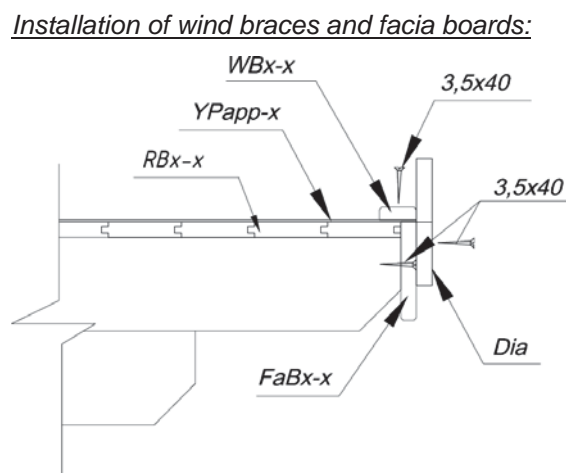 Installation of wind braces and facia boards:
WBx-x
3,5x40
YPapp-x
RBx-x
3,5x40
Dia
FaBx-x